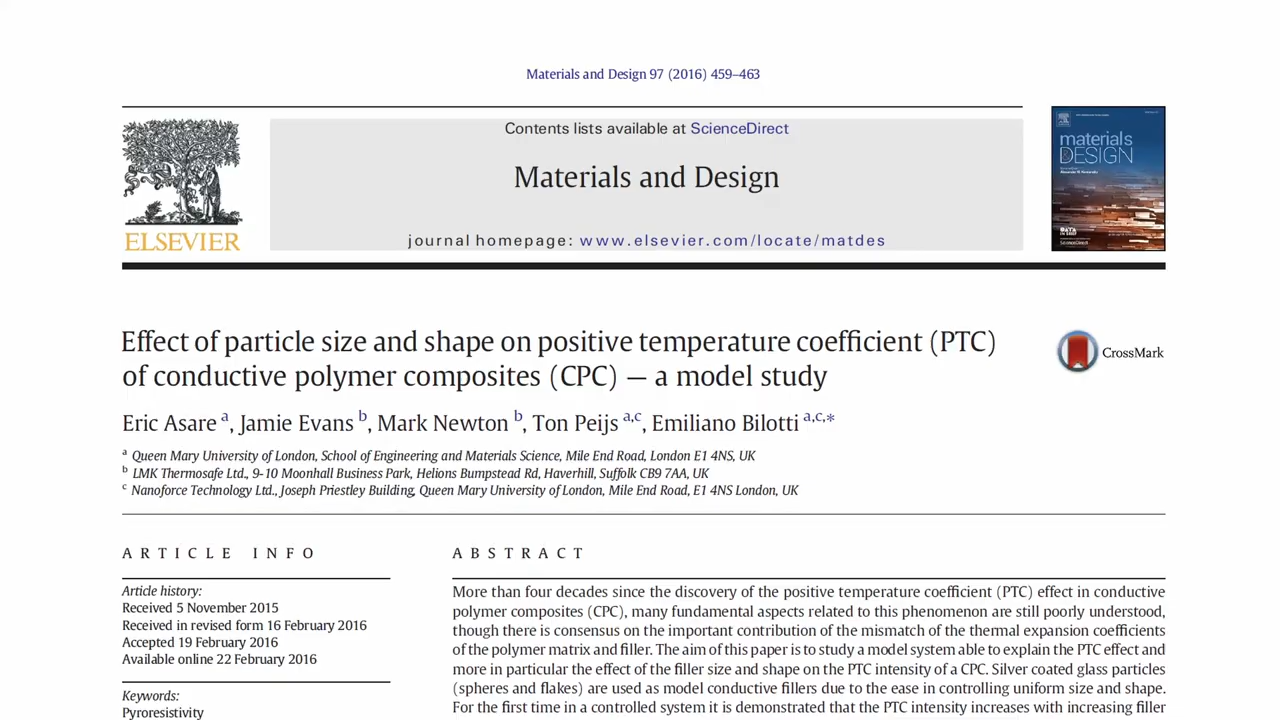 Materials and Design 97 (2016) 459–463
Contents lists available at ScienceDirect
Materials and Design
journal homepage: www.elsevier.com/locate/matdes
ELSEVIER
materials
DESIGN
Effect of particle size and shape on positive temperature coefficient (PTC)
of conductive polymer composites (CPC) — a model study
CrossMark
Eric Asare a, Jamie Evans b, Mark Newton b, Ton Peijs a,c, Emiliano Bilotti a,c,*
a Queen Mary University of London, School of Engineering and Materials Science, Mile End Road, London E1 4NS, UK
b LMK Thermosafe Ltd., 9-10 Moonhall Business Park, Helions Bumpstead Rd, Haverhill, Suffolk CB9 7AA, UK
c Nanoforce Technology Ltd., Joseph Priestley Building, Queen Mary University of London, Mile End Road, E1 4NS London, UK
ARTICLE INFO
Article history:
Received 5 November 2015
Received in revised form 16 February 2016
Accepted 19 February 2016
Available online 22 February 2016
Keywords:
Pyroresistivity
ABSTRACT
More than four decades since the discovery of the positive temperature coefficient (PTC) effect in conductive
polymer composites (CPC), many fundamental aspects related to this phenomenon are still poorly understood,
though there is consensus on the important contribution of the mismatch of the thermal expansion coefficients
of the polymer matrix and filler. The aim of this paper is to study a model system able to explain the PTC effect and
more in particular the effect of the filler size and shape on the PTC intensity of a CPC. Silver coated glass particles
(spheres and flakes) are used as model conductive fillers due to the ease in controlling uniform size and shape.
For the first time in a controlled system it is demonstrated that the PTC intensity increases with increasing filler